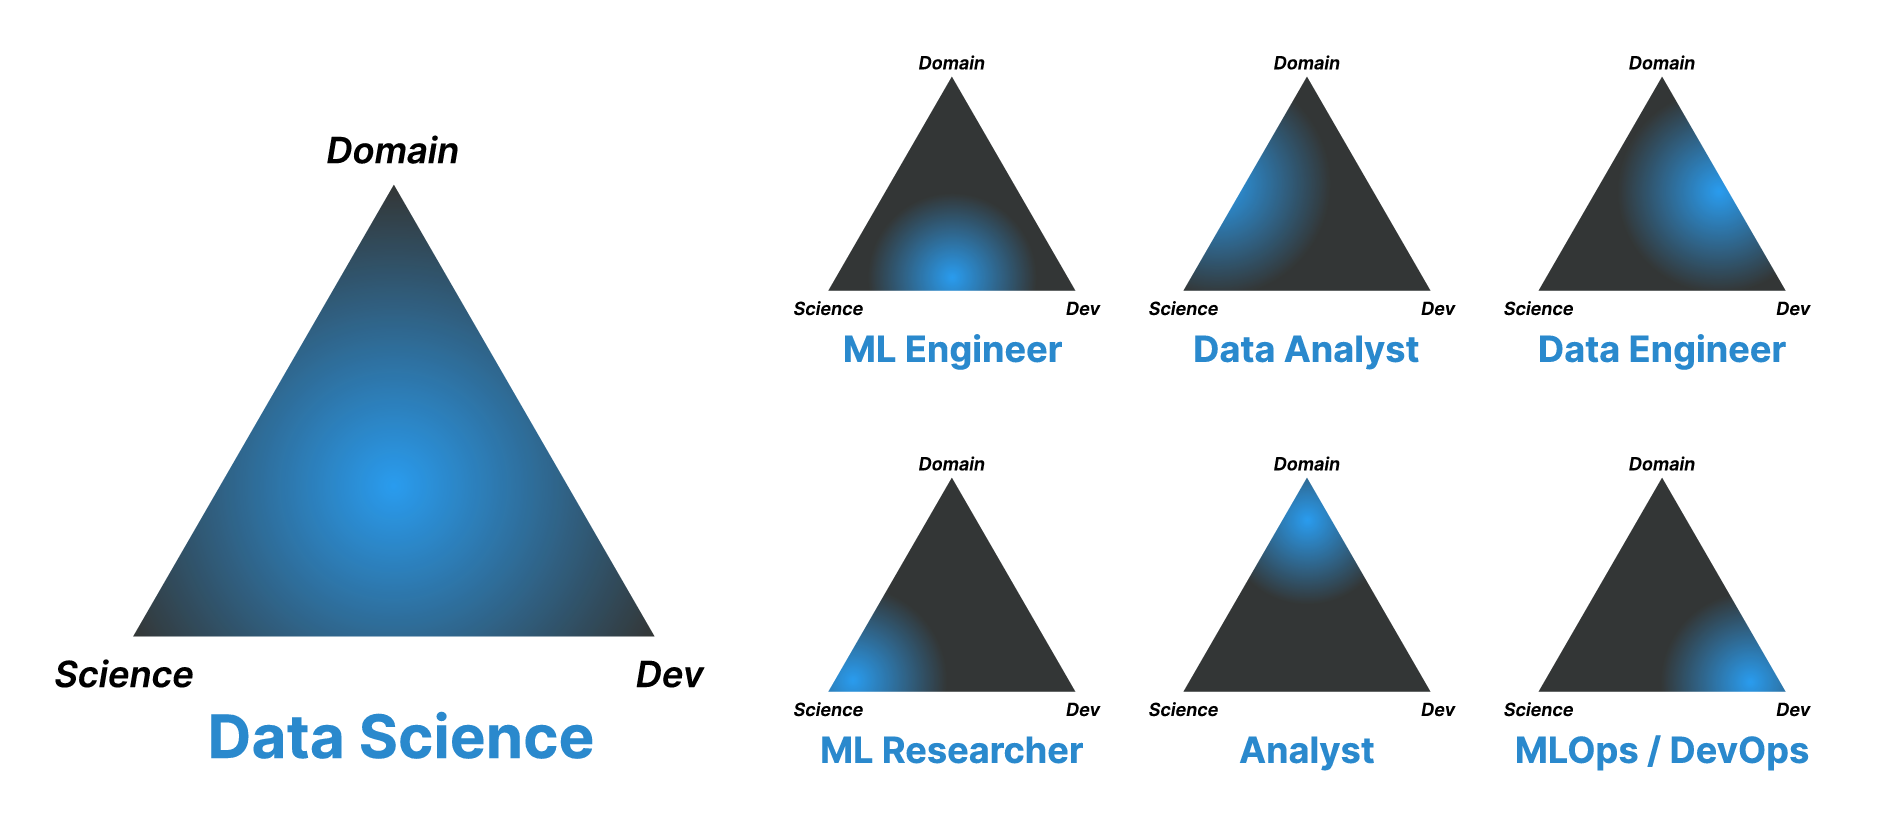 Domain
Science
Dev
Data Science
Domain
Science
Dev
ML Engineer
Domain
Science
Dev
Data Analyst
Domain
Science
Dev
Data Engineer
Domain
Science
Dev
ML Researcher
Domain
Science
Dev
Analyst
Domain
Science
Dev
MLOps / DevOps